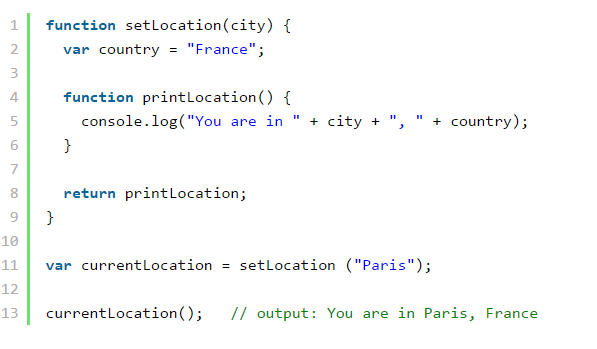 1 function setLocation(city) {
2   var country = "France";
3
4   function printLocation() {
5     console.log("You are in " + city + ", " + country);
6   }
7
8   return printLocation;
9 }
10
11 var currentLocation = setLocation ("Paris");
12
13 currentLocation();   // output: You are in Paris, France